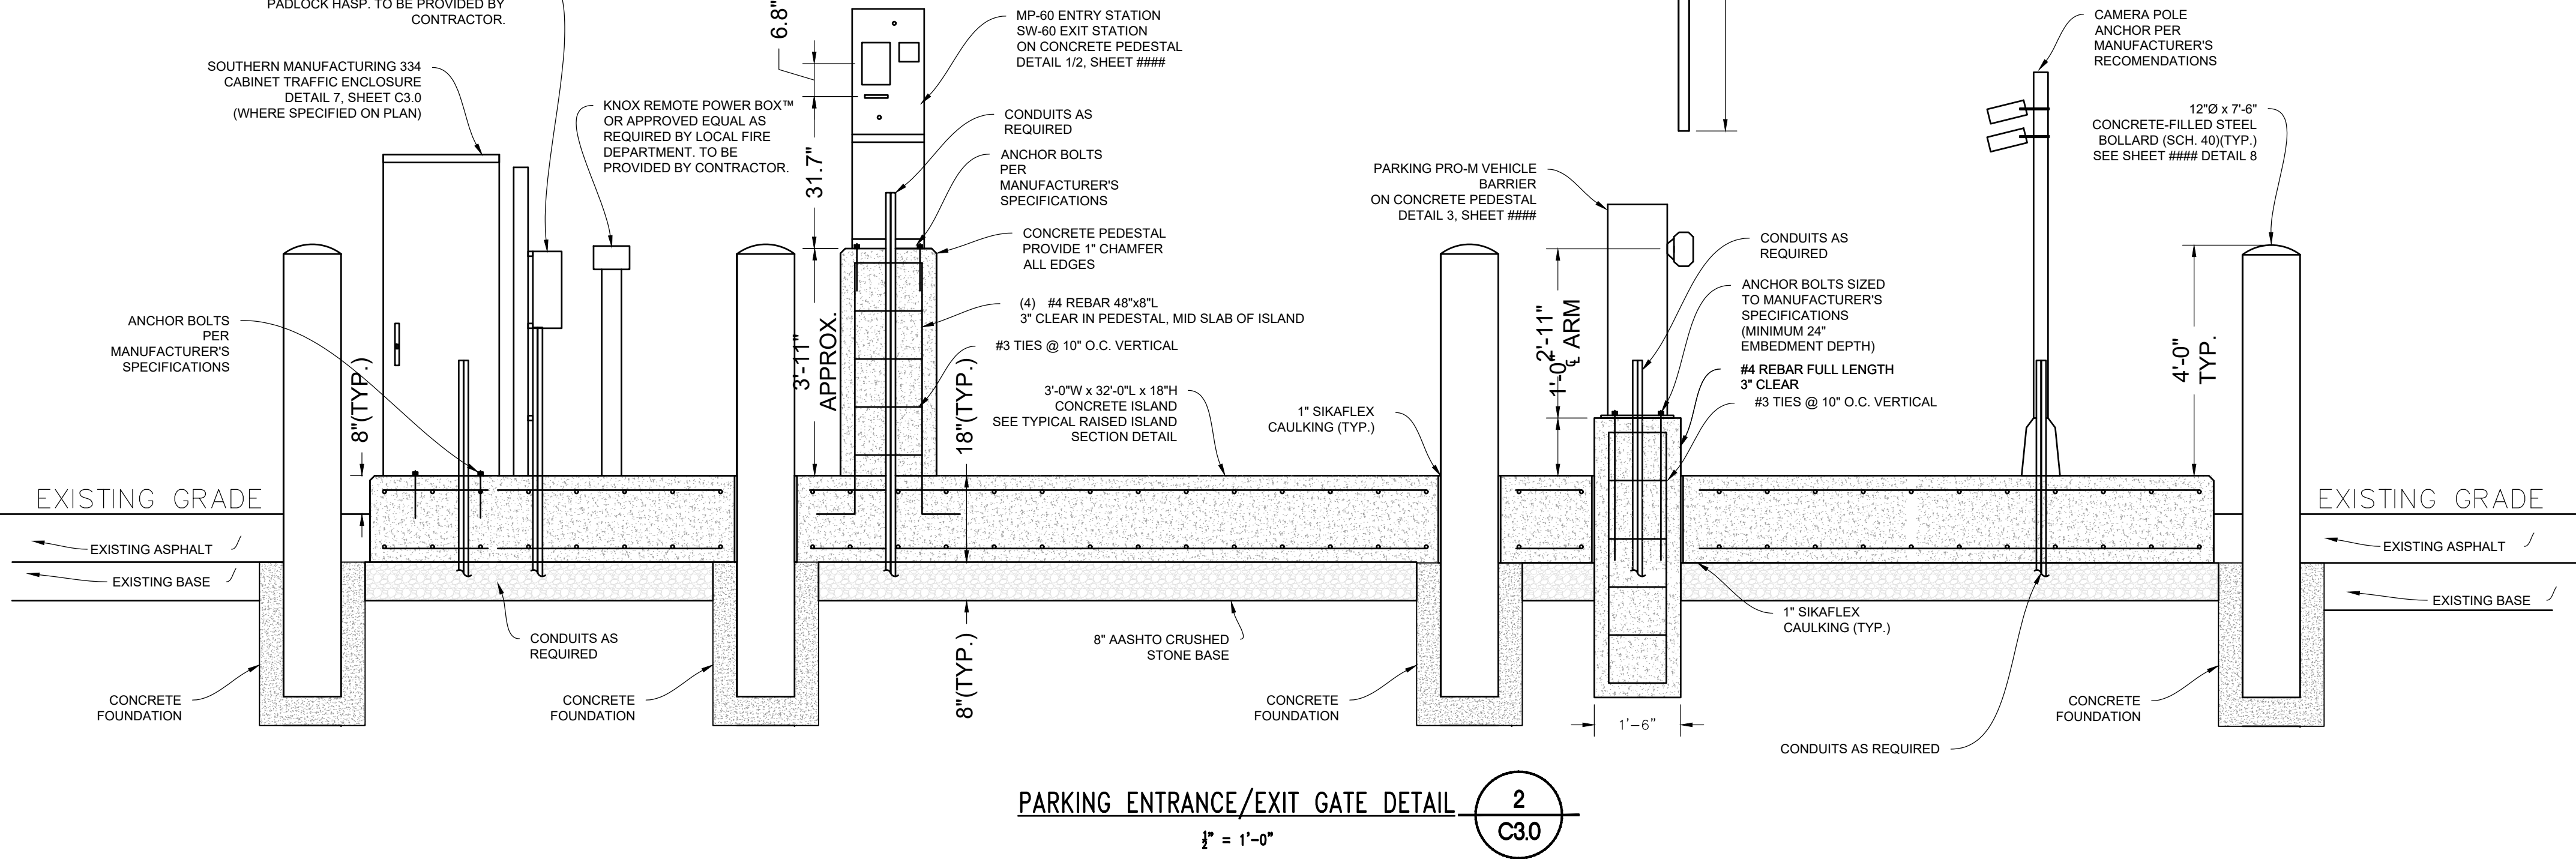 PADLOCK HASP. TO BE PROVIDED BY
CONTRACTOR.
SOUTHERN MANUFACTURING 334
CABINET TRAFFIC ENCLOSURE
DETAIL 7, SHEET C3.0
(WHERE SPECIFIED ON PLAN)
KNOX REMOTE POWER BOX™
OR APPROVED EQUAL AS
REQUIRED BY LOCAL FIRE
DEPARTMENT. TO BE
PROVIDED BY CONTRACTOR.
6.8"
31.7"
MP-60 ENTRY STATION
SW-60 EXIT STATION
ON CONCRETE PEDESTAL
DETAIL 1/2, SHEET ####
CONDUITS AS
REQUIRED
ANCHOR BOLTS
PER
MANUFACTURER'S
SPECIFICATIONS
CONCRETE PEDESTAL
PROVIDE 1" CHAMFER
ALL EDGES
(4) #4 REBAR 48"x8"L
3" CLEAR IN PEDESTAL, MID SLAB OF ISLAND
#3 TIES @ 10" O.C. VERTICAL
3'-0"W x 32'-0"L x 18"H
CONCRETE ISLAND
SEE TYPICAL RAISED ISLAND
SECTION DETAIL
1" SIKAFLEX
CAULKING (TYP.)
PARKING PRO-M VEHICLE
BARRIER
ON CONCRETE PEDESTAL
DETAIL 3, SHEET ####
CAMERA POLE
ANCHOR PER
MANUFACTURER'S
RECOMENDATIONS
12"Ø x 7'-6"
CONCRETE-FILLED STEEL
BOLLARD (SCH. 40)(TYP.)
SEE SHEET #### DETAIL 8
CONDUITS AS
REQUIRED
ANCHOR BOLTS SIZED
TO MANUFACTURER'S
SPECIFICATIONS
(MINIMUM 24"
EMBEDMENT DEPTH)
#4 REBAR FULL LENGTH
3" CLEAR
#3 TIES @ 10" O.C. VERTICAL
ANCHOR BOLTS
PER
MANUFACTURER'S
SPECIFICATIONS
8"(TYP.)
3'-11"
APPROX.
18"(TYP.)
2'-11"
℄ ARM
1'-0"
4'-0"
TYP.
EXISTING GRADE
EXISTING GRADE
EXISTING ASPHALT
EXISTING BASE
EXISTING ASPHALT
EXISTING BASE
CONDUITS AS
REQUIRED
8"(TYP.)
8" AASHTO CRUSHED
STONE BASE
1" SIKAFLEX
CAULKING (TYP.)
CONCRETE
FOUNDATION
CONCRETE
FOUNDATION
CONCRETE
FOUNDATION
CONCRETE
FOUNDATION
1'-6"
CONDUITS AS REQUIRED
PARKING ENTRANCE/EXIT GATE DETAIL
2
C3.0
½" = 1'-0"